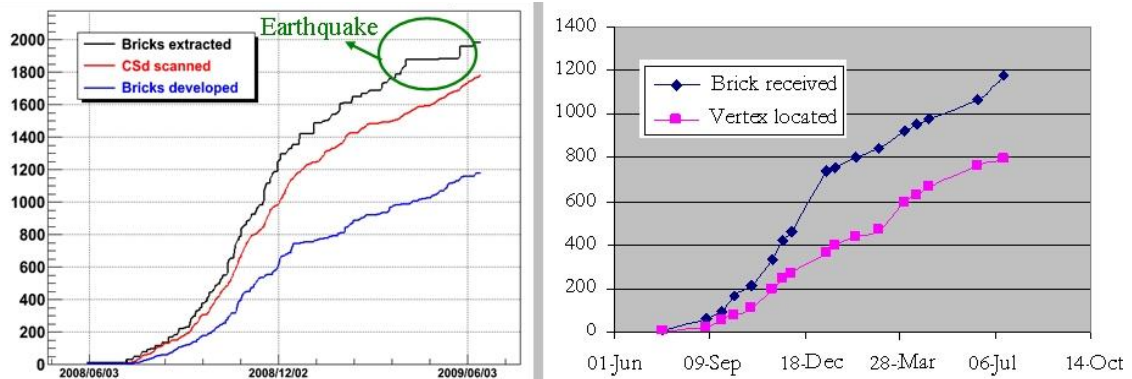 Earthquake
Bricks extracted
CSd scanned
Bricks developed
2000
1800
1600
1400
1200
1000
800
600
400
200
0
2008/06/03
2008/12/02
2009/06/03
1400
1200
1000
800
600
400
200
0
Brick received
Vertex located
01-Jun
09-Sep
18-Dec
28-Mar
06-Jul
14-Oct